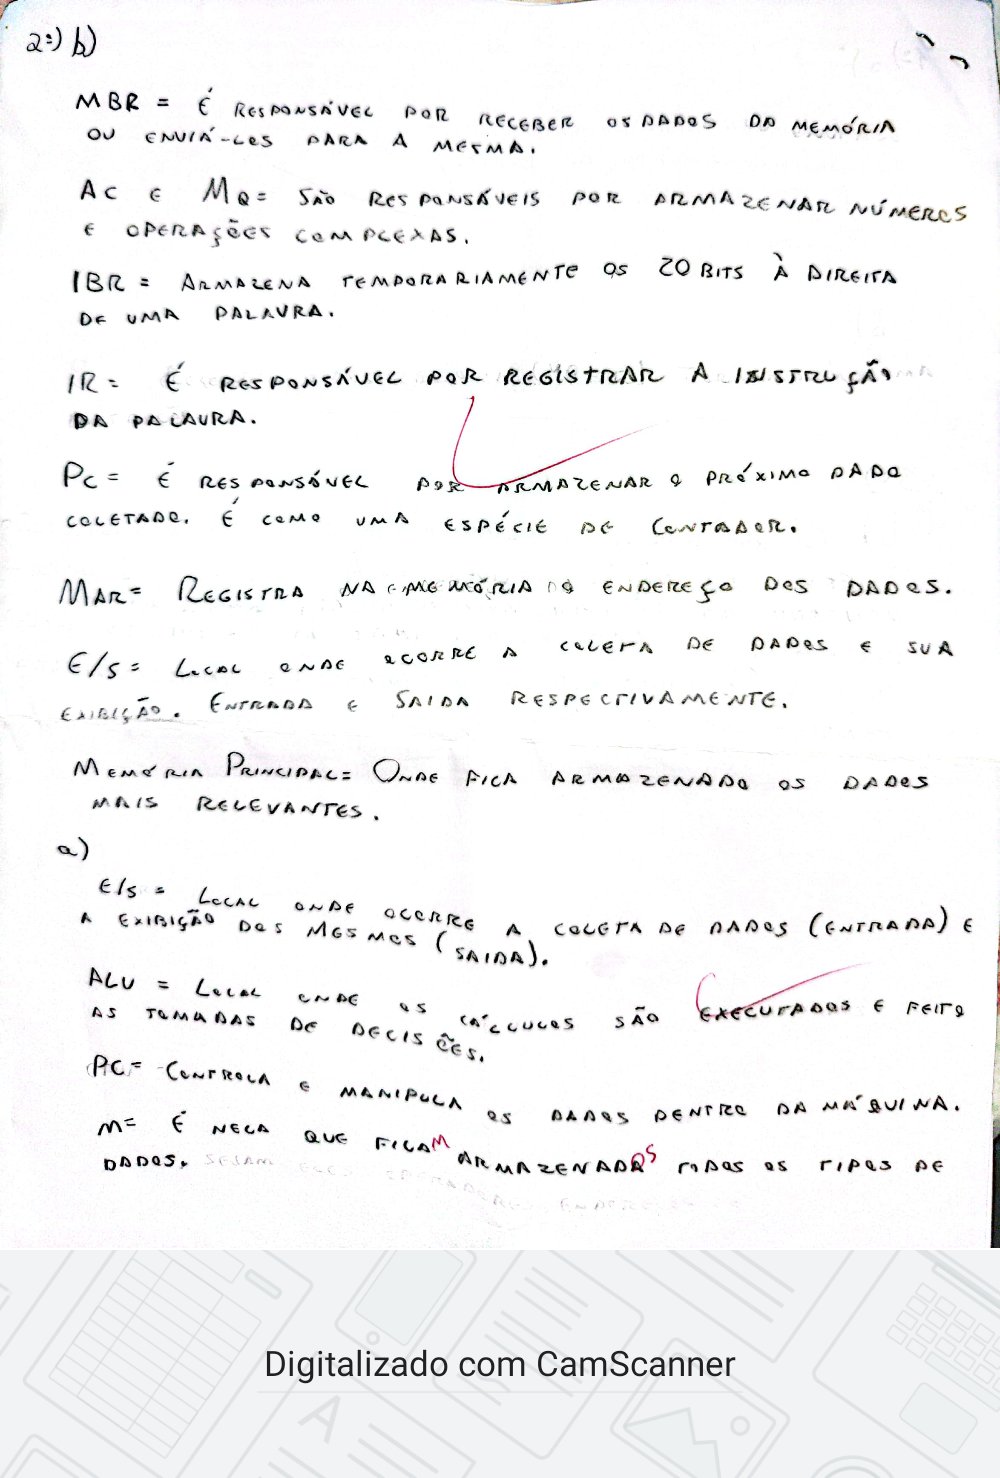 2=) b)
MBR = É RESPONSÁVEL POR RECEBER OS DADOS DA MEMÓRIA
OU ENVIÁ-LOS PARA A MESMA.
AC E MQ= SÃO RESPONSÁVEIS POR ARMAZENAR NÚMEROS
E OPERAÇÕES COMPLEXAS.
IBR = ARMAZENA TEMPORARIAMENTE OS 20 BITS À DIREITA
DE UMA PALAVRA.
IR = É RESPONSÁVEL POR REGISTRAR A INSTRUÇÃO
DA PALAVRA.
PC = É RESPONSÁVEL POR ARMAZENAR O PRÓXIMO DADO
COLETADO. É COMO UMA ESPÉCIE DE CONTADOR.
MAR= REGISTRA NA MEMÓRIA O ENDEREÇO DOS DADOS.
E/S = LOCAL ONDE OCORRE A COLETA DE DADOS E SUA
EXIBIÇÃO. ENTRADA E SAIDA RESPECTIVAMENTE.
MEMÓRIA PRINCIPAL= ONDE FICA ARMAZENADO OS DADOS
MAIS RELEVANTES.
a)
E/S = LOCAL ONDE OCORRE A COLETA DE DADOS (ENTRADA) E
A EXIBIÇÃO DOS MESMOS (SAIDA).
ALU = LOCAL ONDE OS CÁLCULOS SÃO EXECUTADOS E FEITO
AS TOMADAS DE DECISÕES.
PC= CONTROLA E MANIPULA OS DADOS DENTRO DA MÁQUINA.
M= É NELA QUE FICAM ARMAZENADOS TODOS OS TIPOS DE
DADOS. SEJAM ELES
Digitalizado com CamScanner